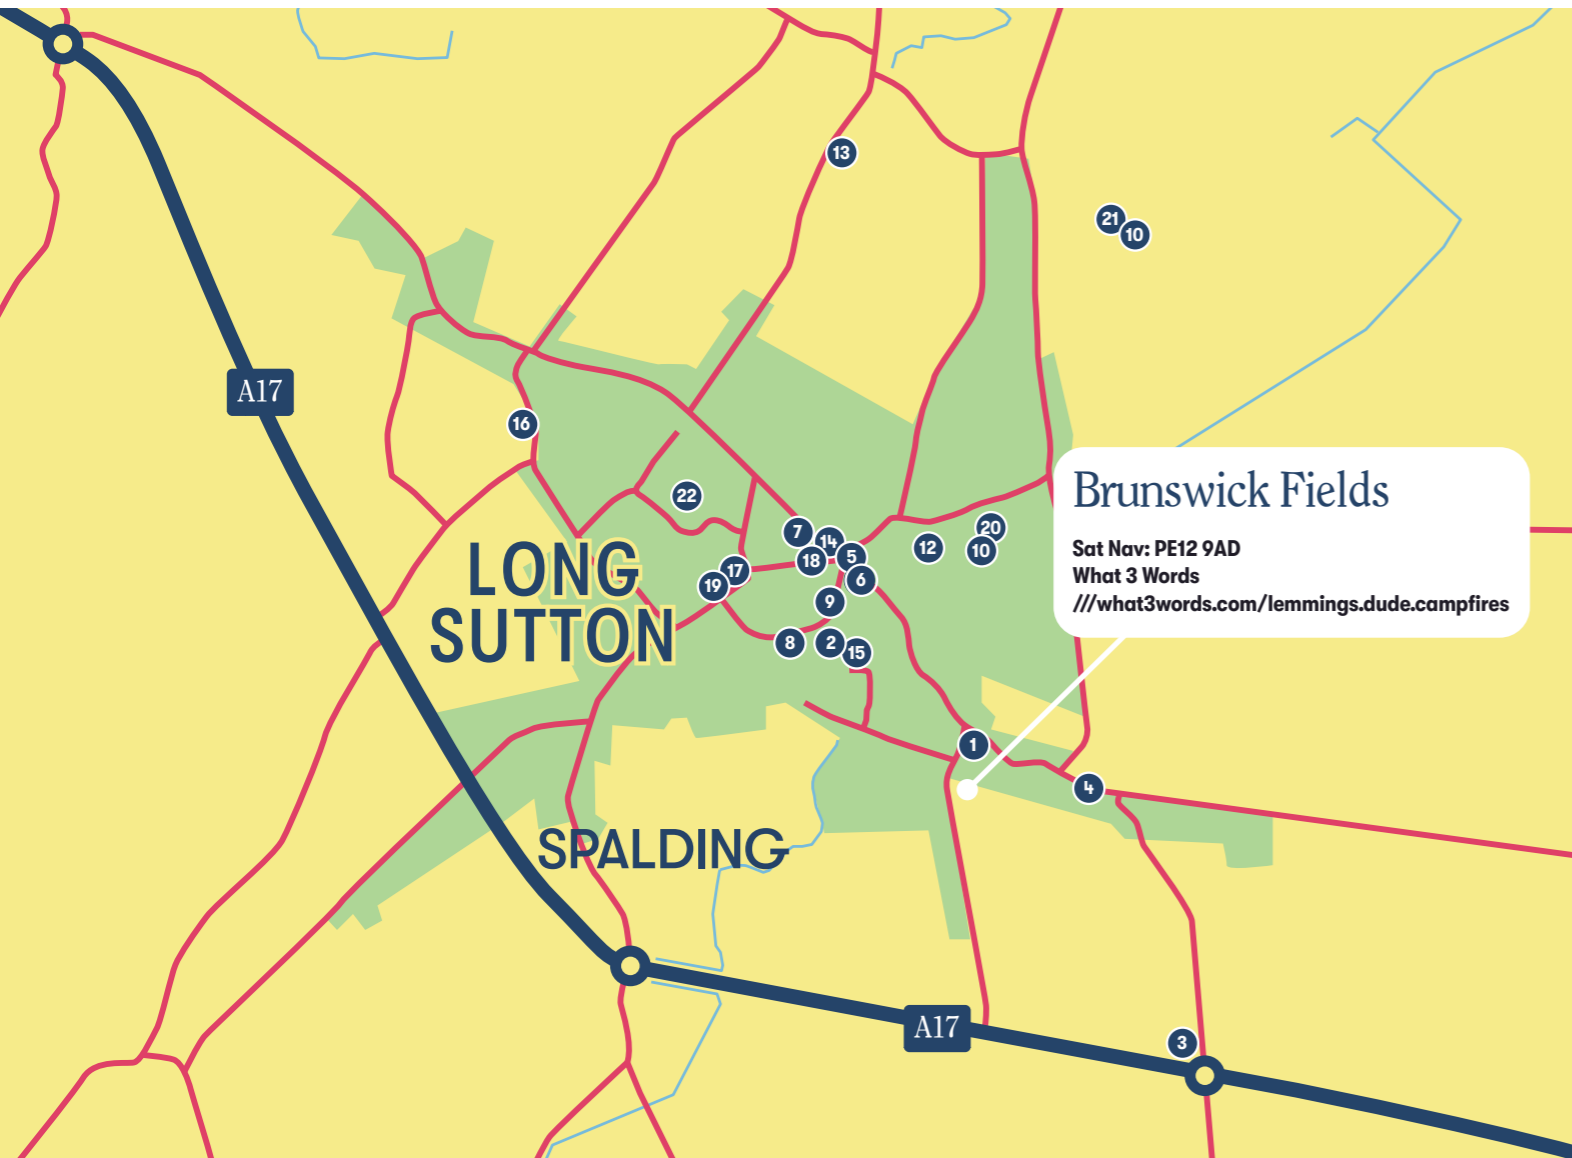 13
21
10
A17
16
Brunswick Fields
22
20
7
14
12
10
Sat Nav: PE12 9AD
18
5
What 3 Words
LONG
17
6
19
9
///what3words.com/lemmings.dude.campfires
SUTTON
8
2
15
1
4
SPALDING
A17
3